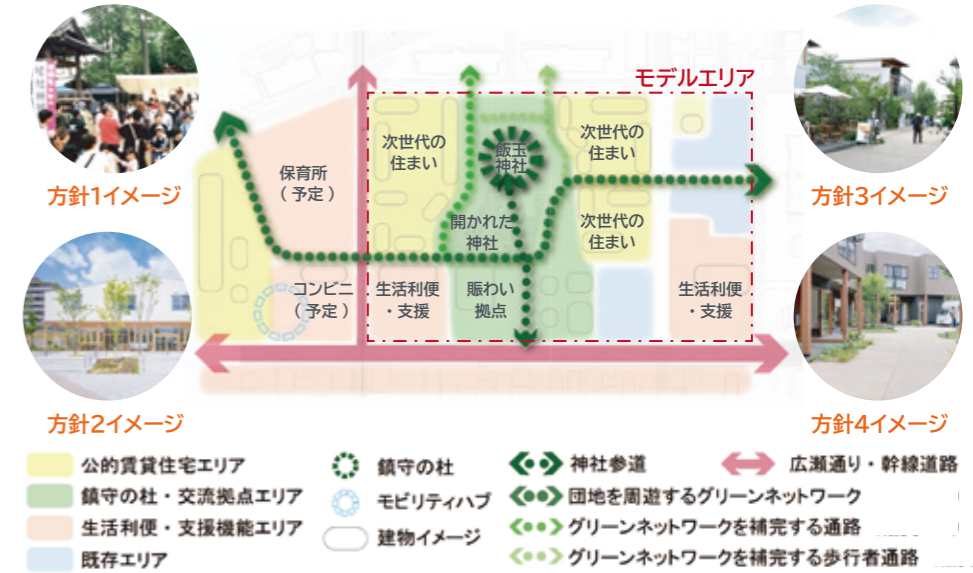 モデルエリア
方針1イメージ
方針3イメージ
保育所
(予定)
次世代の
住まい
飯玉
神社
次世代の
住まい
開かれた
神社
次世代の
住まい
コンビニ
(予定)
生活利便
・支援
賑わい
拠点
生活利便
・支援
方針2イメージ
方針4イメージ
公的賃貸住宅エリア
鎮守の杜・交流拠点エリア
生活利便・支援機能エリア
既存エリア
鎮守の杜
モビリティハブ
建物イメージ
神社参道
広瀬通り・幹線道路
団地を周遊するグリーンネットワーク
グリーンネットワークを補完する通路
グリーンネットワークを補完する歩行者通路